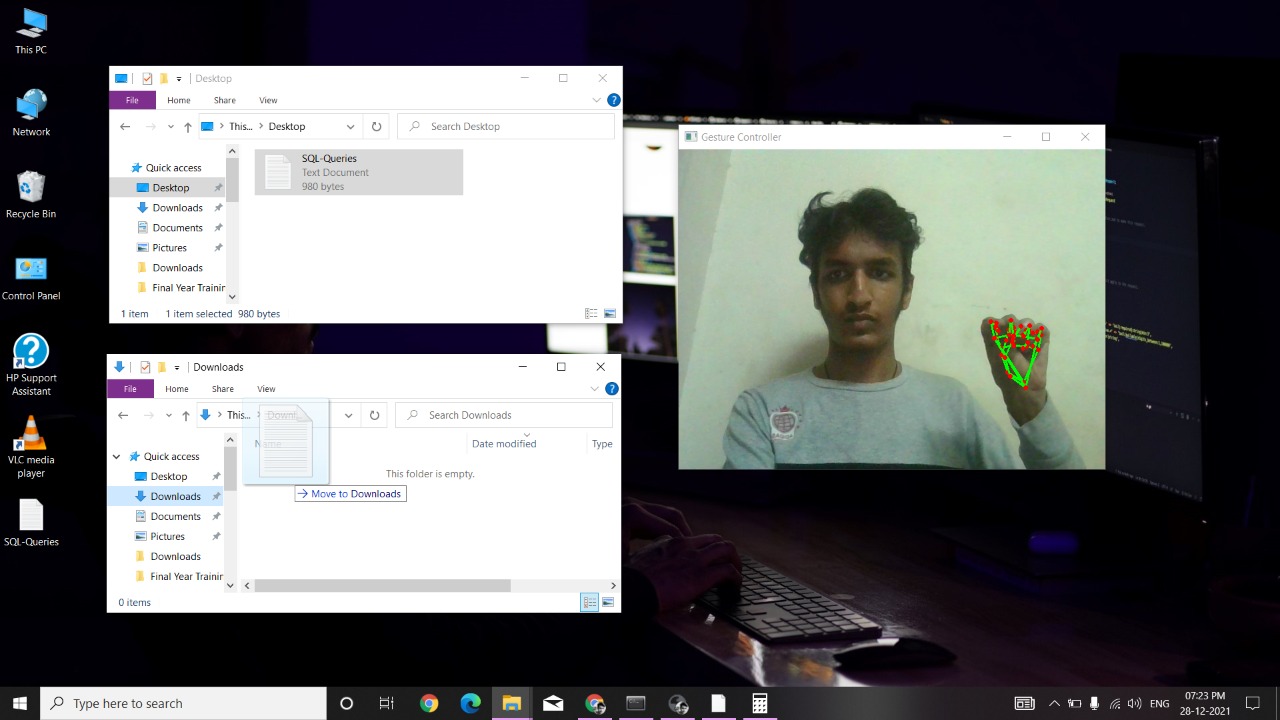 This PC
Network
Recycle Bin
Control Panel
HP Support
Assistant
VLC media
player
SQL-Queries
Desktop
File Home Share View
This... Desktop
Search Desktop
Quick access
Desktop
Downloads
Documents
Pictures
Downloads
Final Year Trainin
SQL-Queries
Text Document
980 bytes
1 item 1 item selected 980 bytes
Downloads
File Home Share View
This... Downl...
Search Downloads
Name Date modified Type
Quick access
Desktop
Downloads
Documents
Pictures
Downloads
Final Year Trainin
This folder is empty.
Move to Downloads
0 items
Gesture Controller
Type here to search
ENG
07:23 PM
28-12-2021